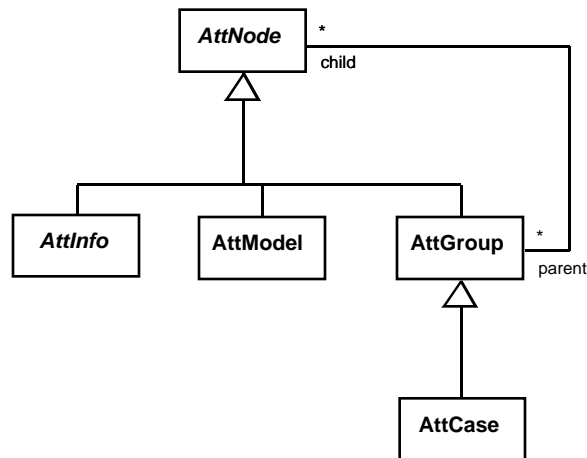 AttNode
*
child
AttInfo
AttModel
AttGroup
*
parent
AttCase